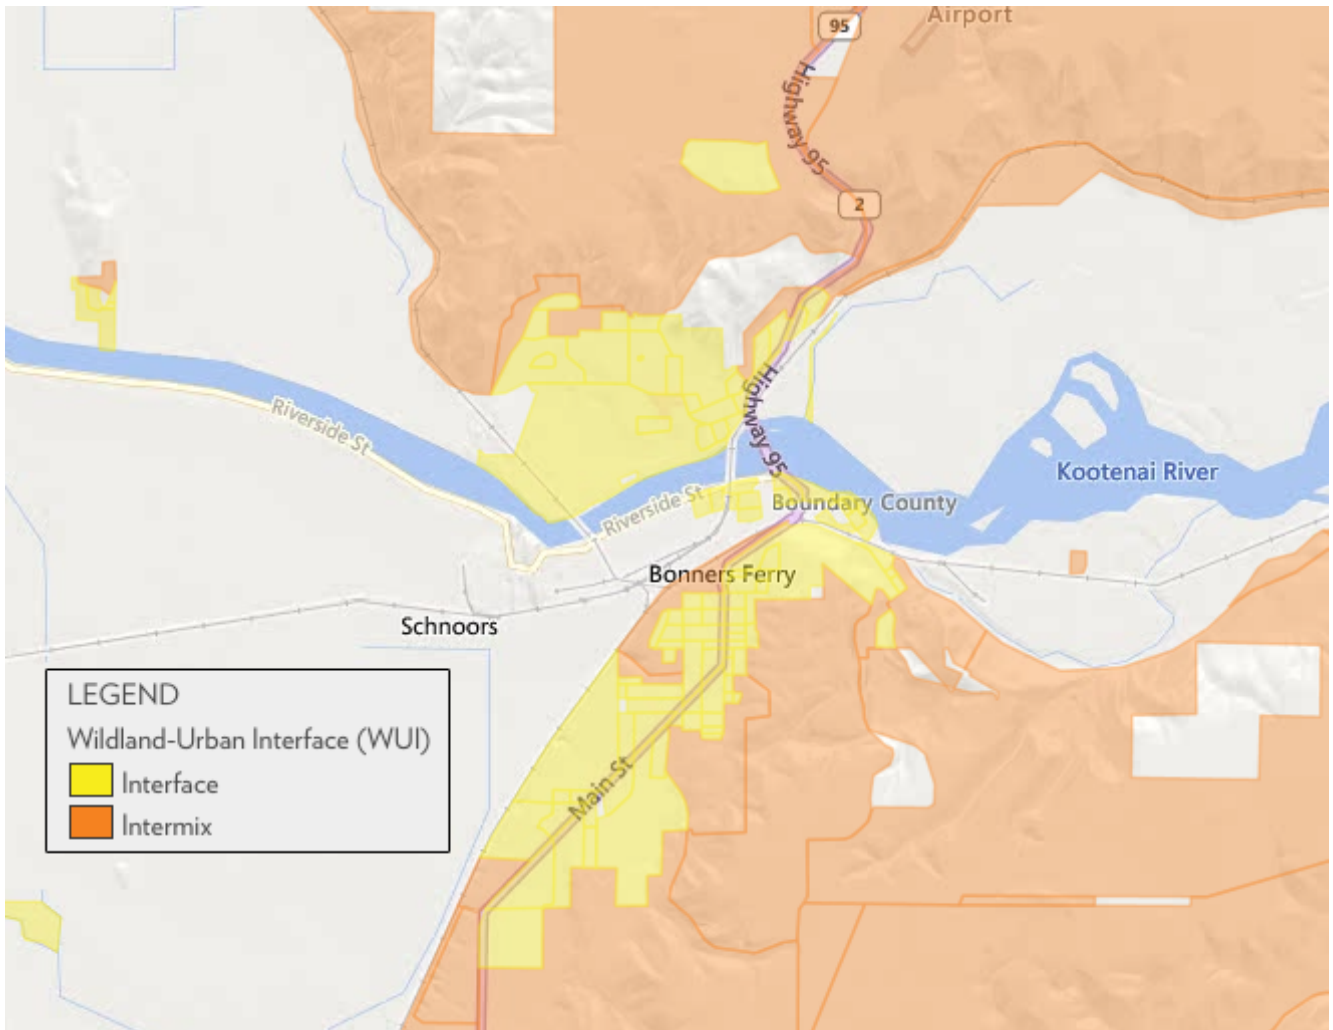 Airport
95
Highway 95
2
Highway 95
Riverside St
Kootenai River
Riverside St
Boundary County
Bonners Ferry
Schnoors
LEGEND
Wildland-Urban Interface (WUI)
Interface
Intermix
Main St